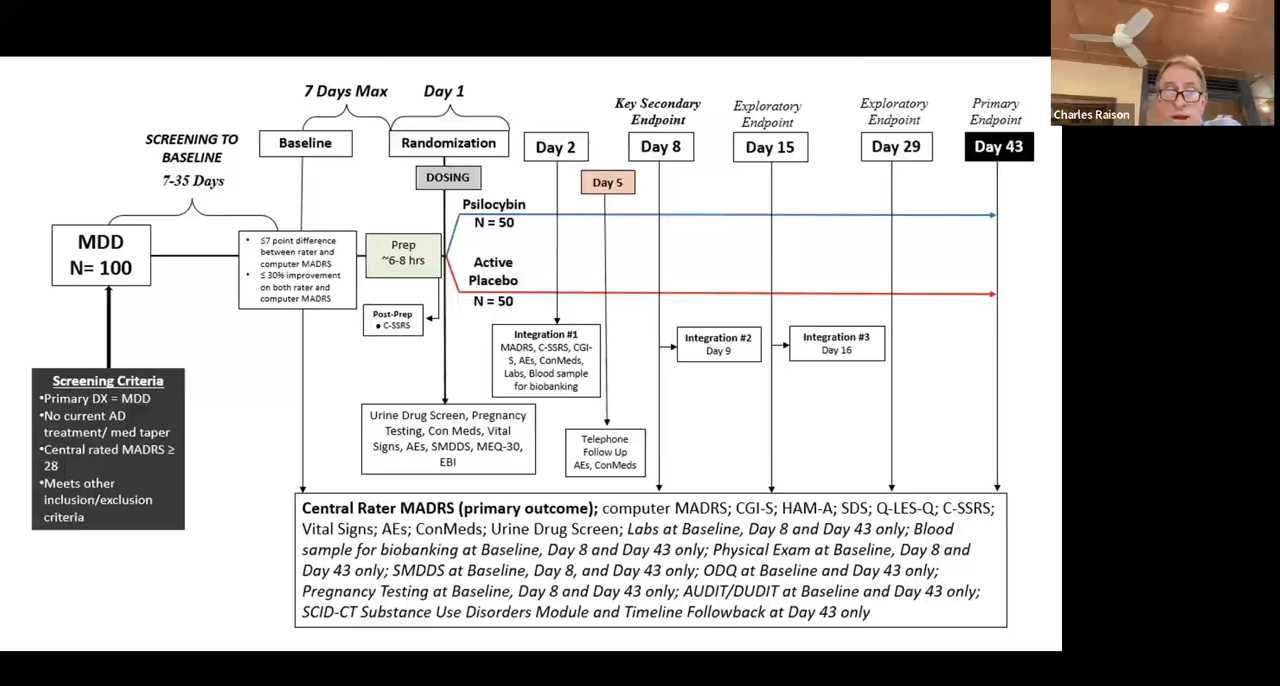 Charles Raison
7 Days Max
Day 1
Key Secondary
Endpoint
Exploratory
Endpoint
Exploratory
Endpoint
Primary
Endpoint
SCREENING TO
BASELINE
7-35 Days
Baseline
Randomization
Day 2
Day 8
Day 15
Day 29
Day 43
DOSING
Day 5
MDD
N= 100
• ≤7 point difference
between rater and
computer MADRS
• ≤ 30% improvement
on both rater and
computer MADRS
Prep
~6-8 hrs
Psilocybin
N = 50
Active
Placebo
N = 50
Post-Prep
● C-SSRS
Integration #1
MADRS, C-SSRS, CGI-
S, AEs, ConMeds,
Labs, Blood sample
for biobanking
Integration #2
Day 9
Integration #3
Day 16
Screening Criteria
•Primary DX = MDD
•No current AD
treatment/ med taper
•Central rated MADRS ≥
28
•Meets other
inclusion/exclusion
criteria
Urine Drug Screen, Pregnancy
Testing, Con Meds, Vital
Signs, AEs, SMDDS, MEQ-30,
EBI
Telephone
Follow Up
AEs, ConMeds
Central Rater MADRS (primary outcome); computer MADRS; CGI-S; HAM-A; SDS; Q-LES-Q; C-SSRS;
Vital Signs; AEs; ConMeds; Urine Drug Screen; Labs at Baseline, Day 8 and Day 43 only; Blood
sample for biobanking at Baseline, Day 8 and Day 43 only; Physical Exam at Baseline, Day 8 and
Day 43 only; SMDDS at Baseline, Day 8, and Day 43 only; ODQ at Baseline and Day 43 only;
Pregnancy Testing at Baseline, Day 8 and Day 43 only; AUDIT/DUDIT at Baseline and Day 43 only;
SCID-CT Substance Use Disorders Module and Timeline Followback at Day 43 only